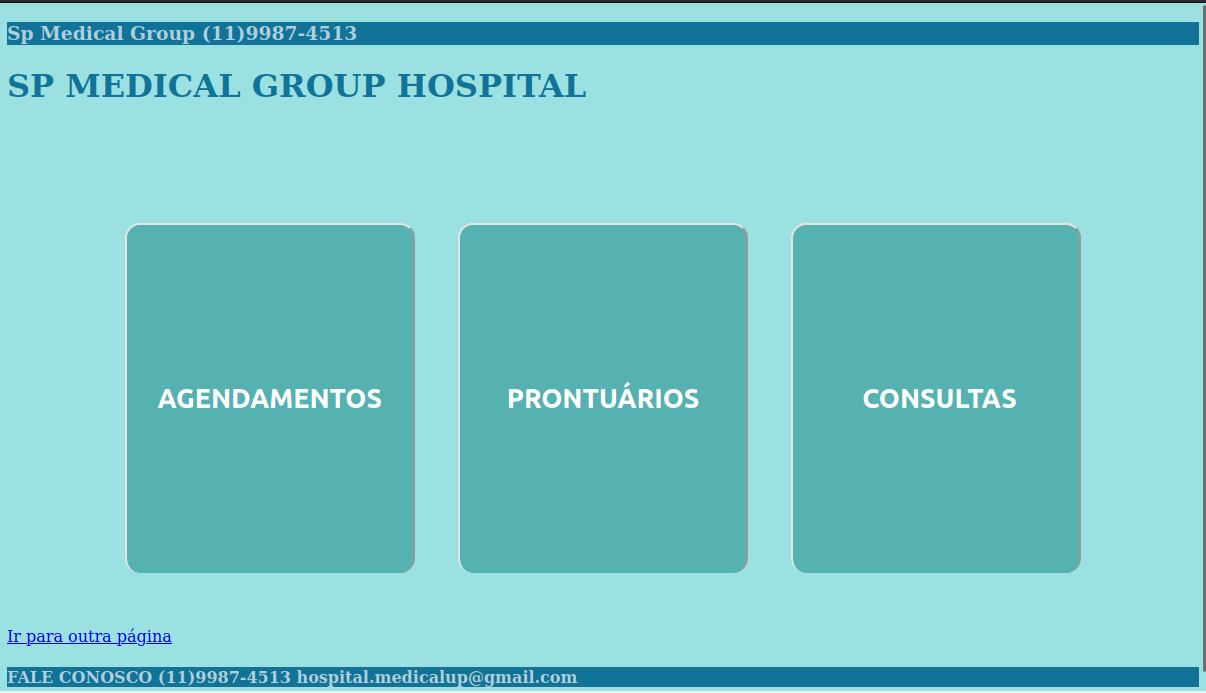 Sp Medical Group (11)9987-4513
SP MEDICAL GROUP HOSPITAL
AGENDAMENTOS
PRONTUÁRIOS
CONSULTAS
Ir para outra página
FALE CONOSCO (11)9987-4513 hospital.medicalup@gmail.com